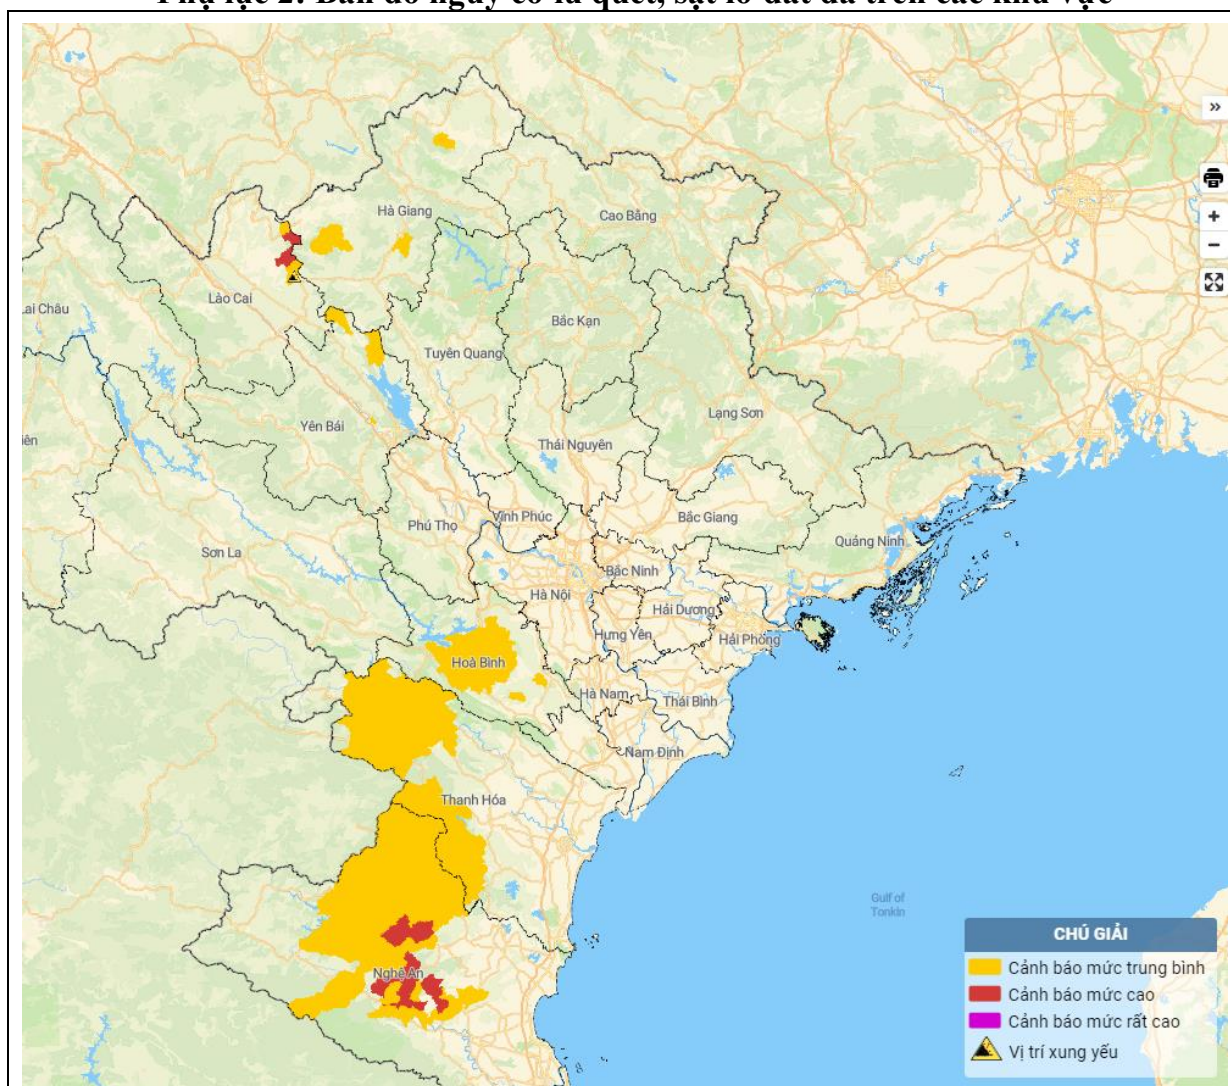 Phụ lục 2: Bản đồ nguy cơ lũ quét, sạt lở đất đá trên các khu vực
»
Hà Giang
Cao Bằng
+
−
Lào Cai
Lai Châu
Bắc Kạn
Tuyên Quang
Lạng Sơn
Yên Bái
Thái Nguyên
iên
Phú Thọ
Vĩnh Phúc
Bắc Giang
Quảng Ninh
Sơn La
Bắc Ninh
Hà Nội
Hải Dương
Hưng Yên
Hải Phòng
Hoà Bình
Hà Nam
Thái Bình
Nam Định
Thanh Hóa
Gulf of
Tonkin
Nghệ An
CHÚ GIẢI
Cảnh báo mức trung bình
Cảnh báo mức cao
Cảnh báo mức rất cao
Vị trí xung yếu